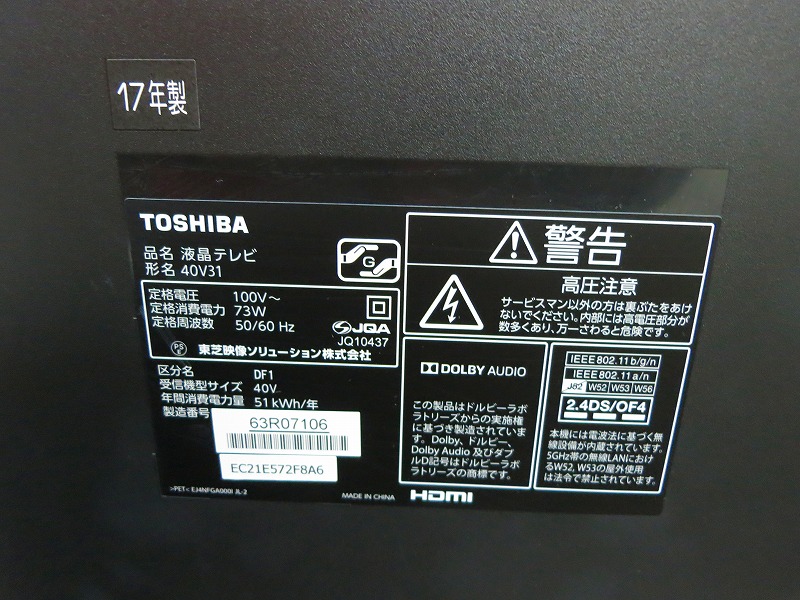 17年製
TOSHIBA
品名 液晶テレビ
形名 40V31
G
定格電圧 100V～
定格消費電力 73W
定格周波数 50/60 Hz
JQA
JQ10437
PS
E
東芝映像ソリューション株式会社
区分名 DF1
受信機型サイズ 40V
年間消費電力量 51kWh/年
製造番号
63R07106
EC21E572F8A6
>PET< EJ4NFGA000I JL-2
MADE IN CHINA
警告
高圧注意
サービスマン以外の方は裏ぶたをあけ
ないでください。内部には高電圧部分が
数多くあり、万一さわると危険です。
DOLBY AUDIO
この製品はドルビーラボ
ラトリーズからの実施権
に基づき製造されていま
す。Dolby、ドルビー、
Dolby Audio 及びダブ
ルD記号はドルビーラボ
ラトリーズの商標です。
HDMI
IEEE802.11b/g/n
IEEE802.11a/n
J52 W52 W53 W56
2.4DS/OF4
本機には電波法に基づく無
線設備が内蔵されています。
5GHz帯の無線LANにおけ
るW52、W53の屋外使用
は法令で禁止されています。